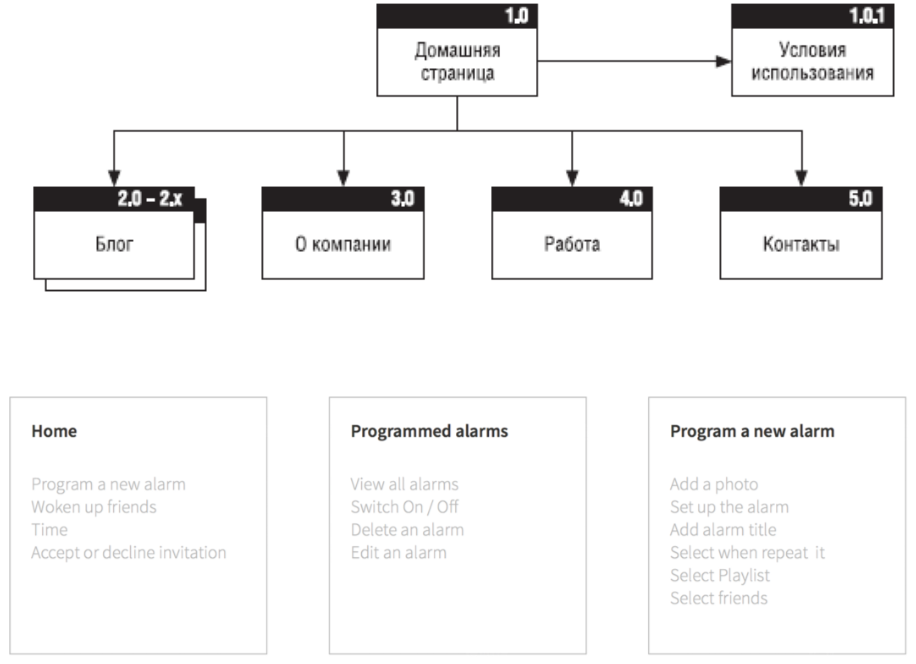 1.0
Домашняя
страница
1.0.1
Условия
использования
2.0 – 2.x
Блог
3.0
О компании
4.0
Работа
5.0
Контакты
Home
Program a new alarm
Woken up friends
Time
Accept or decline invitation
Programmed alarms
View all alarms
Switch On / Off
Delete an alarm
Edit an alarm
Program a new alarm
Add a photo
Set up the alarm
Add alarm title
Select when repeat it
Select Playlist
Select friends